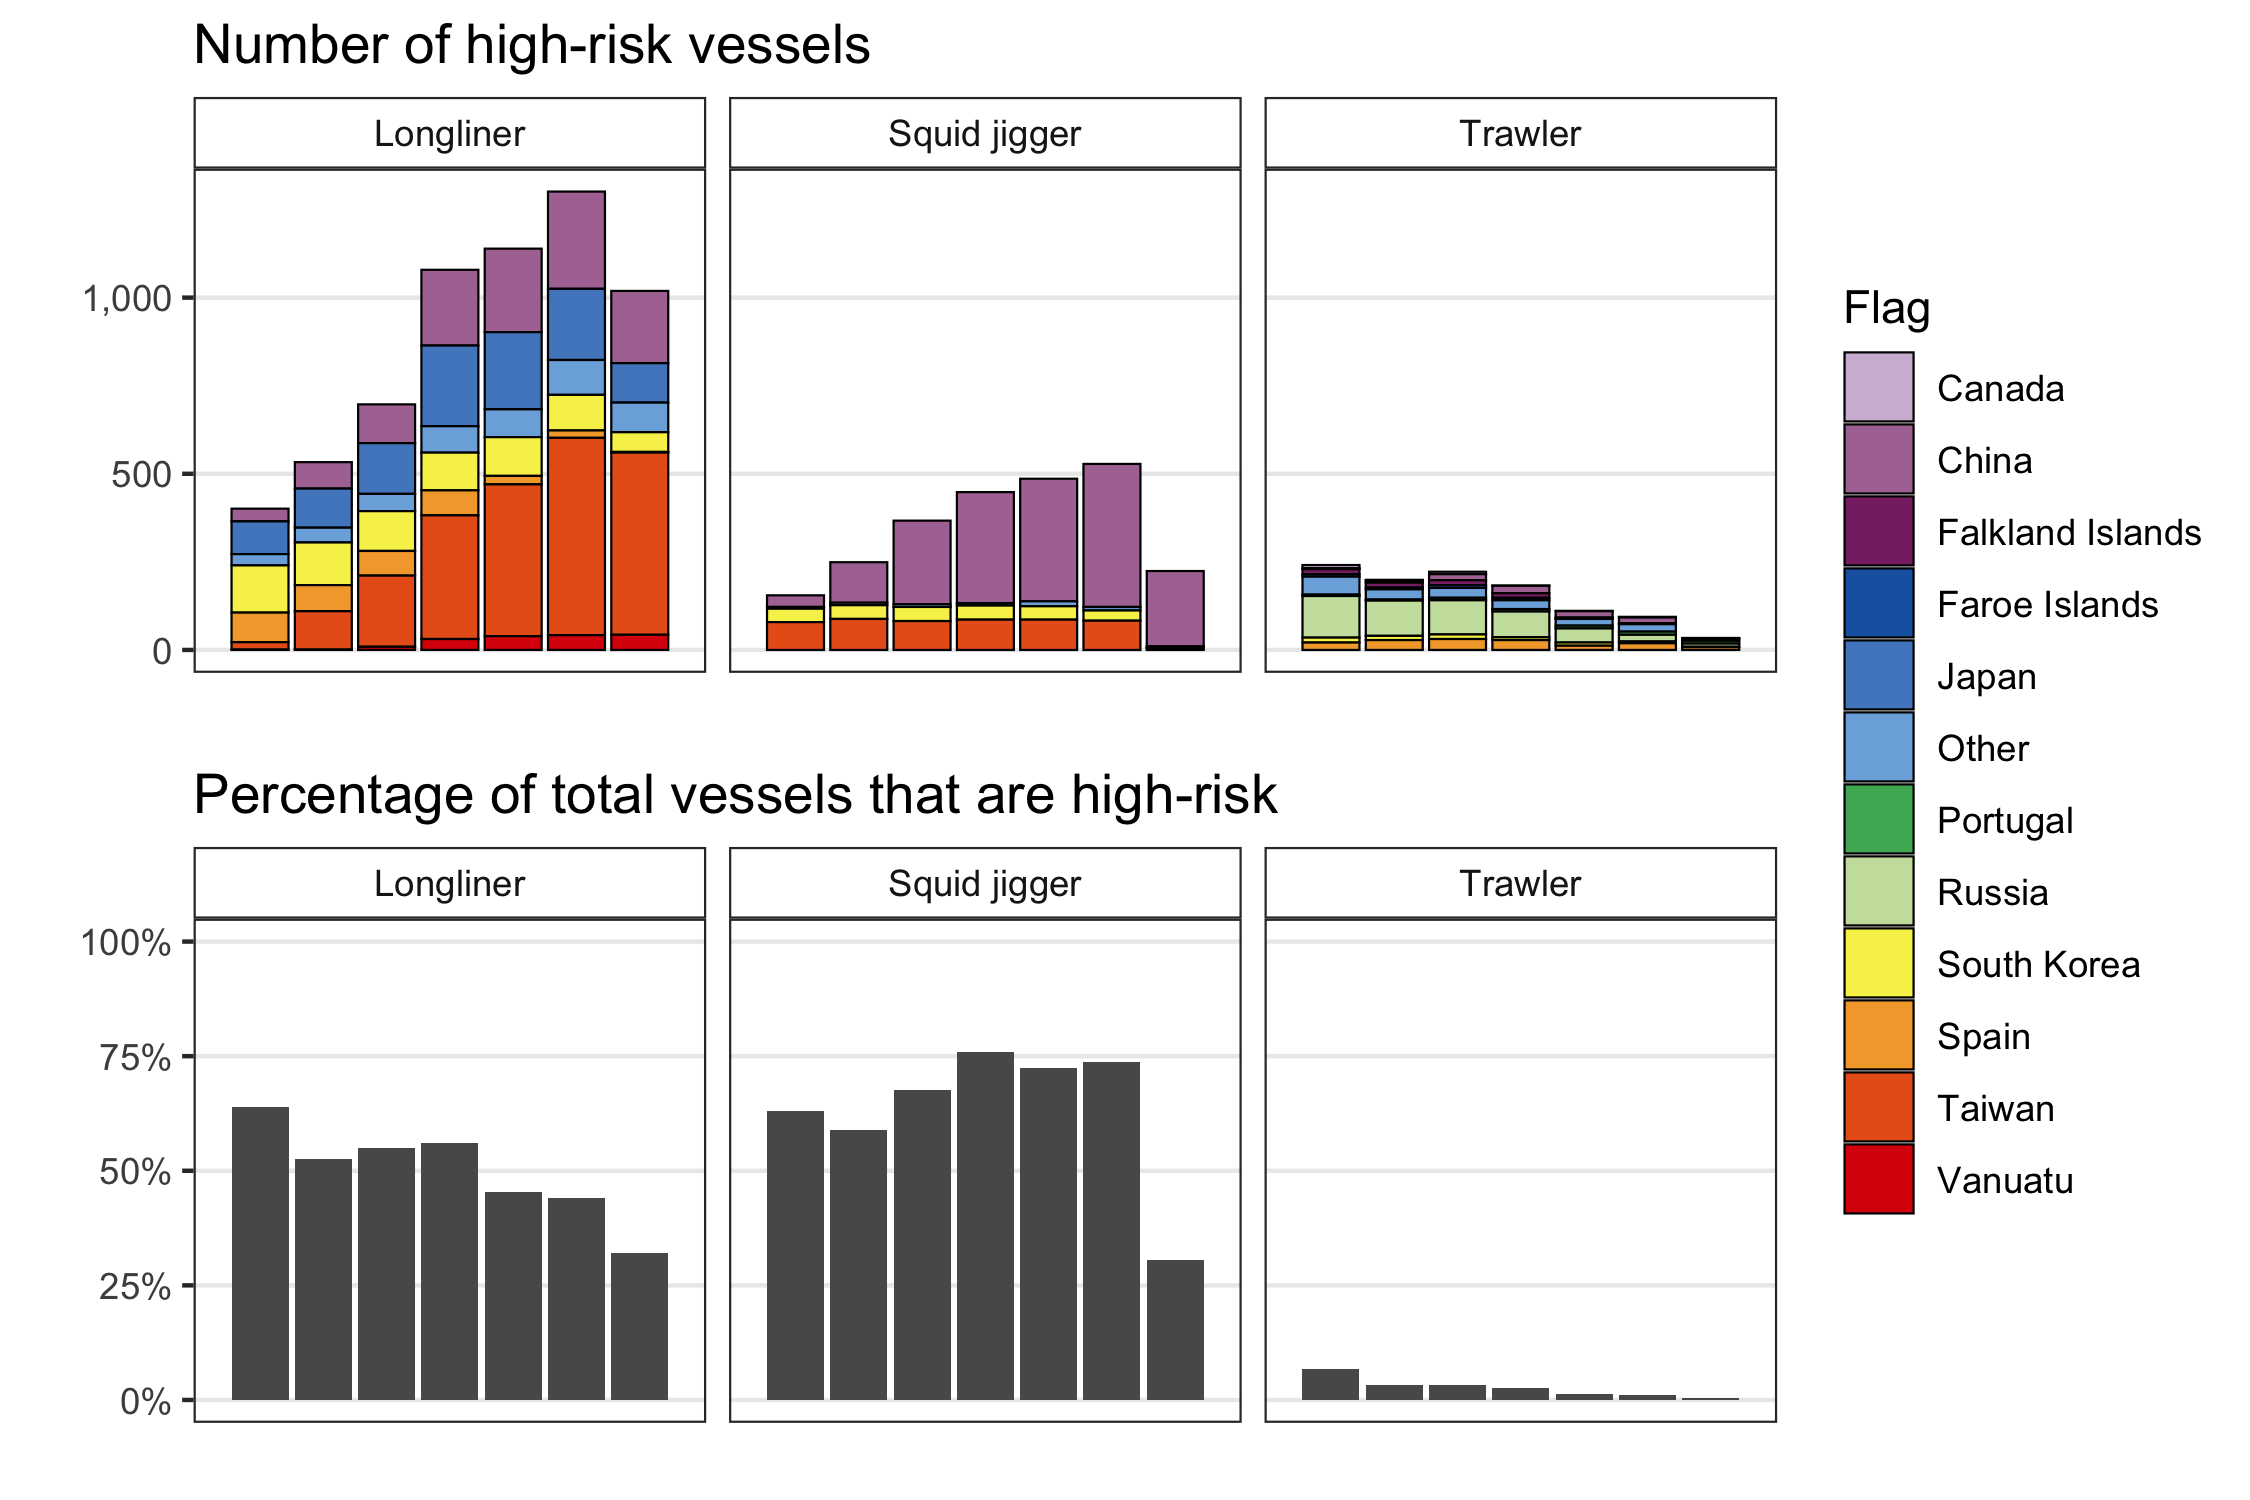 Number of high-risk vessels
Longliner
Squid jigger
Trawler
1,000
500
0
Percentage of total vessels that are high-risk
Longliner
Squid jigger
Trawler
100%
75%
50%
25%
0%
Flag
Canada
China
Falkland Islands
Faroe Islands
Japan
Other
Portugal
Russia
South Korea
Spain
Taiwan
Vanuatu